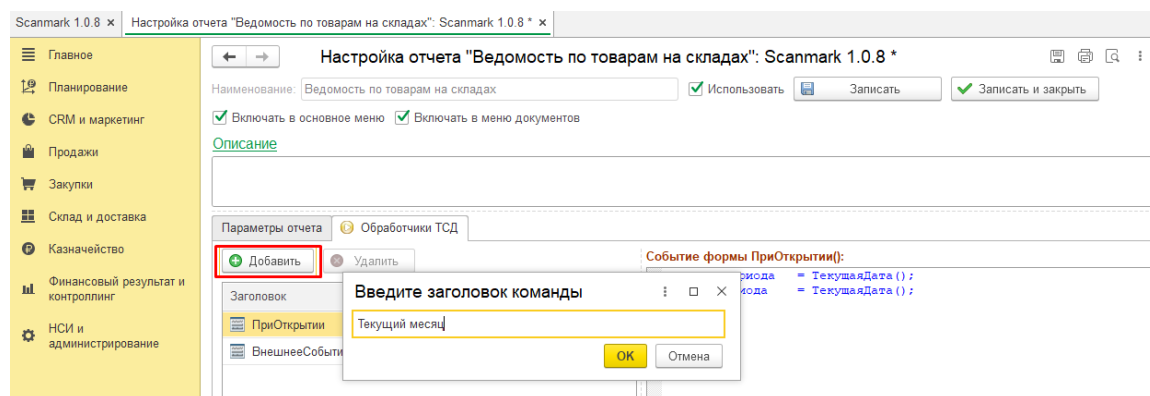 Scanmark 1.0.8 × Настройка отчета "Ведомость по товарам на складах": Scanmark 1.0.8 * ×
Главное
Настройка отчета "Ведомость по товарам на складах": Scanmark 1.0.8 *
Планирование
Наименование: Ведомость по товарам на складах Использовать Записать Записать и закрыть
CRM и маркетинг
Включать в основное меню Включать в меню документов
Описание
Продажи
Закупки
Склад и доставка
Казначейство
Финансовый результат и
контроллинг
НСИ и
администрирование
Параметры отчета Обработчики ТСД
Добавить Удалить
Событие формы ПриОткрытии():
= ТекущаяДата();
= ТекущаяДата();
Заголовок
ПриОткрытии
Введите заголовок команды
Текущий месяц
OK Отмена